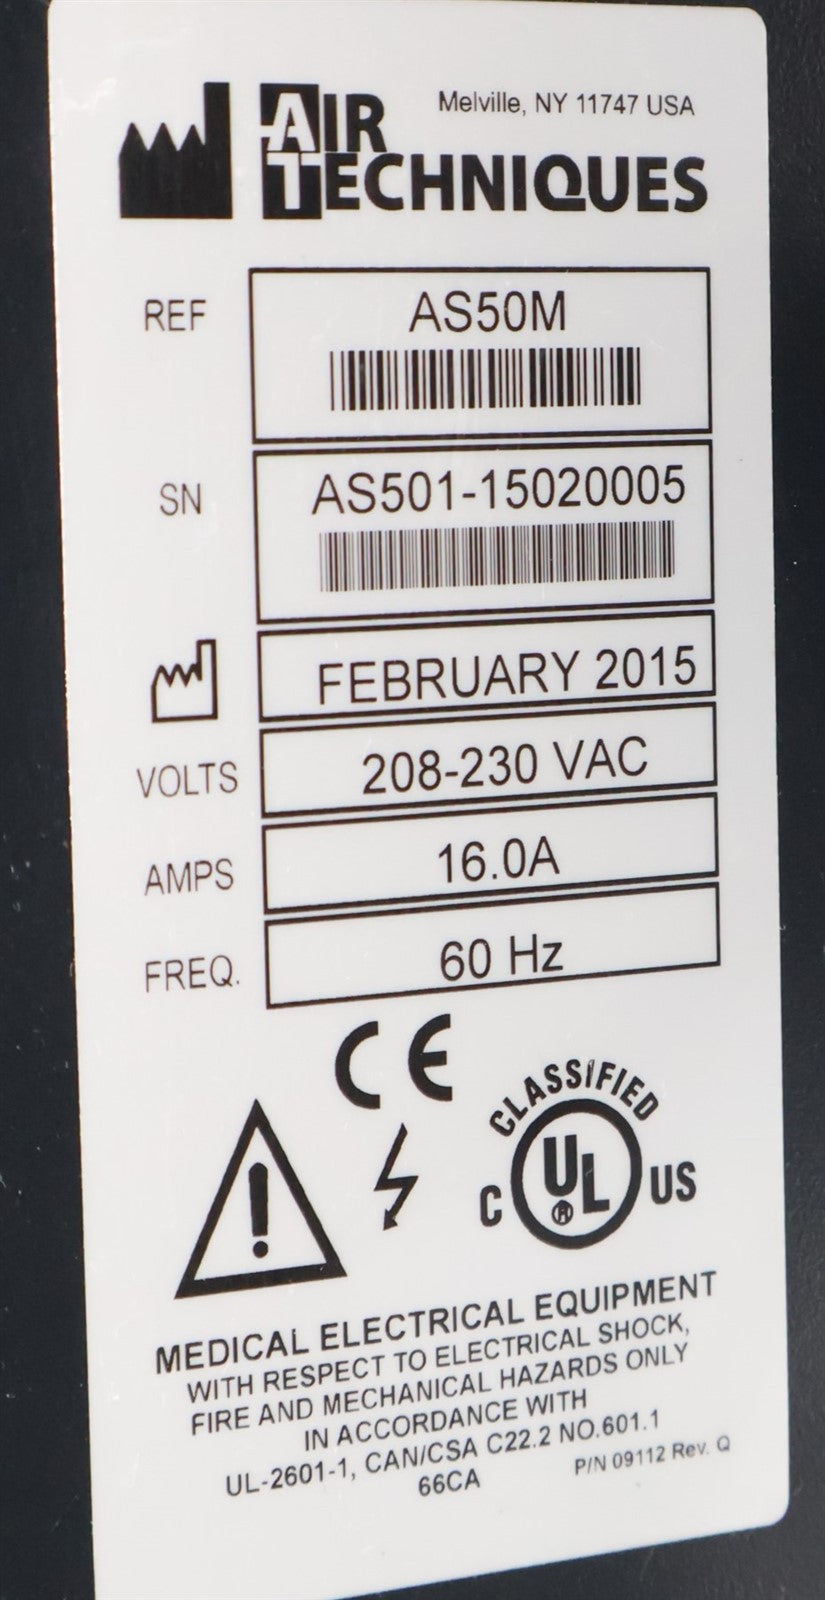 AIR TECHNIQUES
Melville, NY 11747 USA
REF AS50M
SN AS501-15020005
FEBRUARY 2015
VOLTS 208-230 VAC
AMPS 16.0A
FREQ. 60 Hz
CE
CLASSIFIED
C UL ® US
MEDICAL ELECTRICAL EQUIPMENT
WITH RESPECT TO ELECTRICAL SHOCK,
FIRE AND MECHANICAL HAZARDS ONLY
IN ACCORDANCE WITH
UL-2601-1, CAN/CSA C22.2 NO.601.1
66CA
P/N 09112 Rev. Q